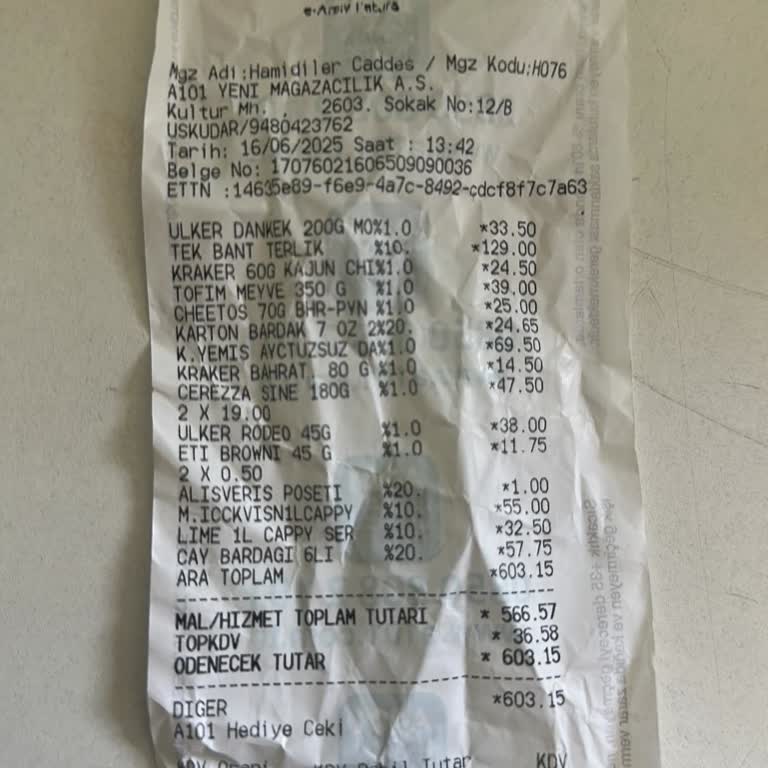 e-Arşiv Fatura
Mgz Adi:Hamidiler Caddes / Mgz Kodu:H076
A101 YENI MAGAZACILIK A.S.
Kultur Mh. , 2603. Sokak No:12/B
USKUDAR/9480423762
Tarih: 16/06/2025 Saat : 13:42
Belge No: 17076021606509090036
ETTN :14635e89-f6e9-4a7c-8492-cdcf8f7c7a63
ULKER DANKEK 200G MO%1.0 *33.50
TEK BANT TERLIK %10. *129.00
KRAKER 60G KAJUN CHI%1.0 *24.50
TOFIM MEYVE 350 G %1.0 *39.00
CHEETOS 70G BHR-PYN %1.0 *25.00
KARTON BARDAK 7 OZ 2%20. *24.65
K.YEMIS AYCTUZSUZ DA%1.0 *69.50
KRAKER BAHRAT. 80 G %1.0 *14.50
CEREZZA SINE 180G %1.0 *47.50
2 X 19.00
ULKER RODEO 45G %1.0 *38.00
ETI BROWNI 45 G %1.0 *11.75
2 X 0.50
ALISVERIS POSETI %20. *1.00
M.ICCKVISN1LCAPPY %10. *55.00
LIME 1L CAPPY SER %10. *32.50
CAY BARDAGI 6LI %20. *57.75
ARA TOPLAM *603.15
MAL/HIZMET TOPLAM TUTARI * 566.57
TOPKDV * 36.58
ODENECEK TUTAR * 603.15
DIGER *603.15
A101 Hediye Ceki
KDV Tutar KDV